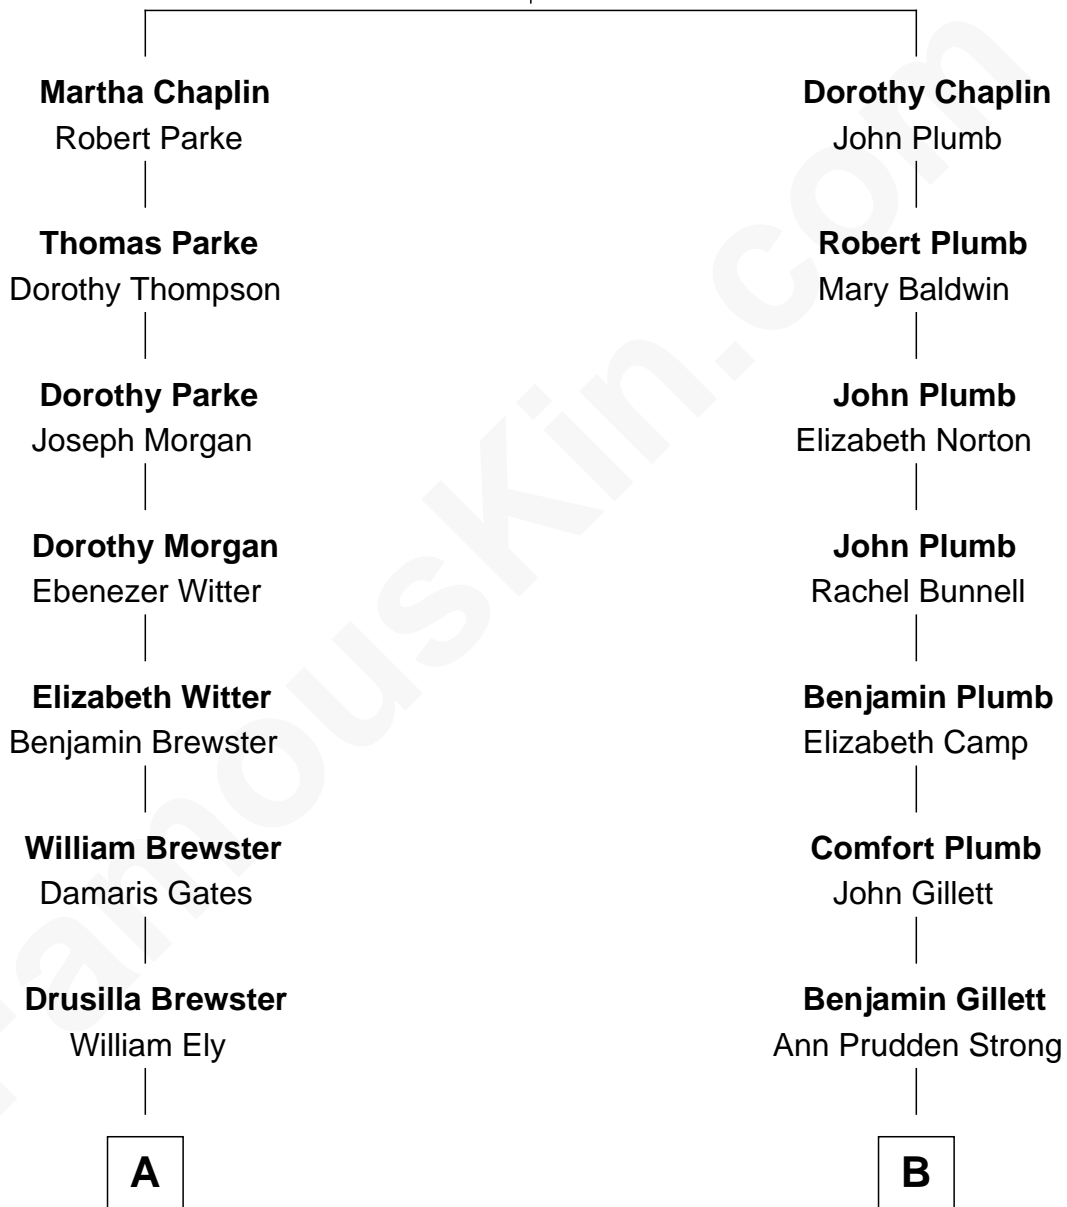 Martha Chaplin
Robert Parke
Thomas Parke
Dorothy Thompson
Dorothy Parke
Joseph Morgan
Dorothy Morgan
Ebenezer Witter
Elizabeth Witter
Benjamin Brewster
William Brewster
Damaris Gates
Drusilla Brewster
William Ely
A
Dorothy Chaplin
John Plumb
Robert Plumb
Mary Baldwin
John Plumb
Elizabeth Norton
John Plumb
Rachel Bunnell
Benjamin Plumb
Elizabeth Camp
Comfort Plumb
John Gillett
Benjamin Gillett
Ann Prudden Strong
B
FamousKin.com